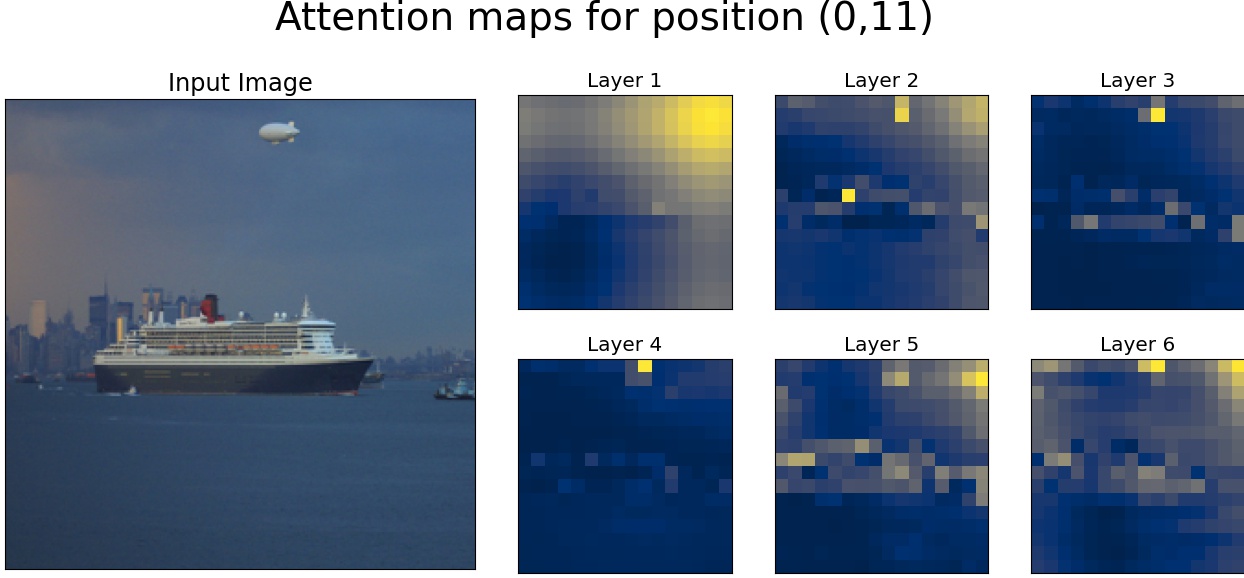 Attention maps for position (0,11)
Input Image
Layer 1
Layer 2
Layer 3
Layer 4
Layer 5
Layer 6